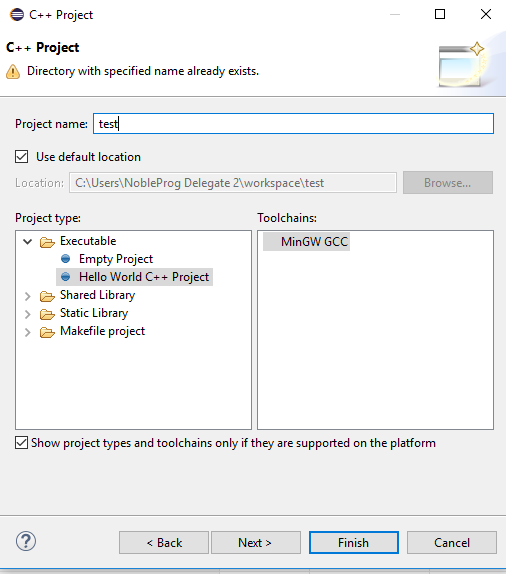 C++ Project
C++ Project
Directory with specified name already exists.
Project name: test
Use default location
Location: C:\Users\NobleProg Delegate 2\workspace\test Browse...
Project type: Toolchains:
Executable MinGW GCC
Empty Project
Hello World C++ Project
Shared Library
Static Library
Makefile project
Show project types and toolchains only if they are supported on the platform
? < Back Next > Finish Cancel